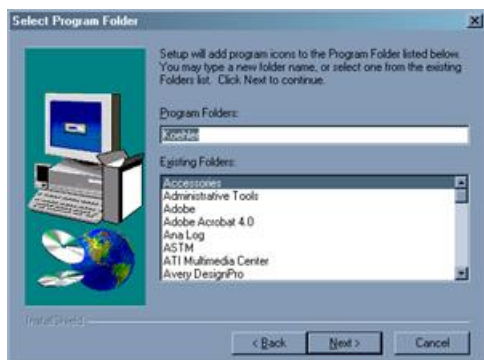 Select Program Folder
Setup will add program icons to the Program Folder listed below.
You may type a new folder name, or select one from the existing
Folders list. Click Next to continue.
Program Folders:
Koehler
Existing Folders:
Accessories
Administrative Tools
Adobe
Adobe Acrobat 4.0
Ana Log
ASTM
ATI Multimedia Center
Avery DesignPro
InstallShield
< Back
Next >
Cancel